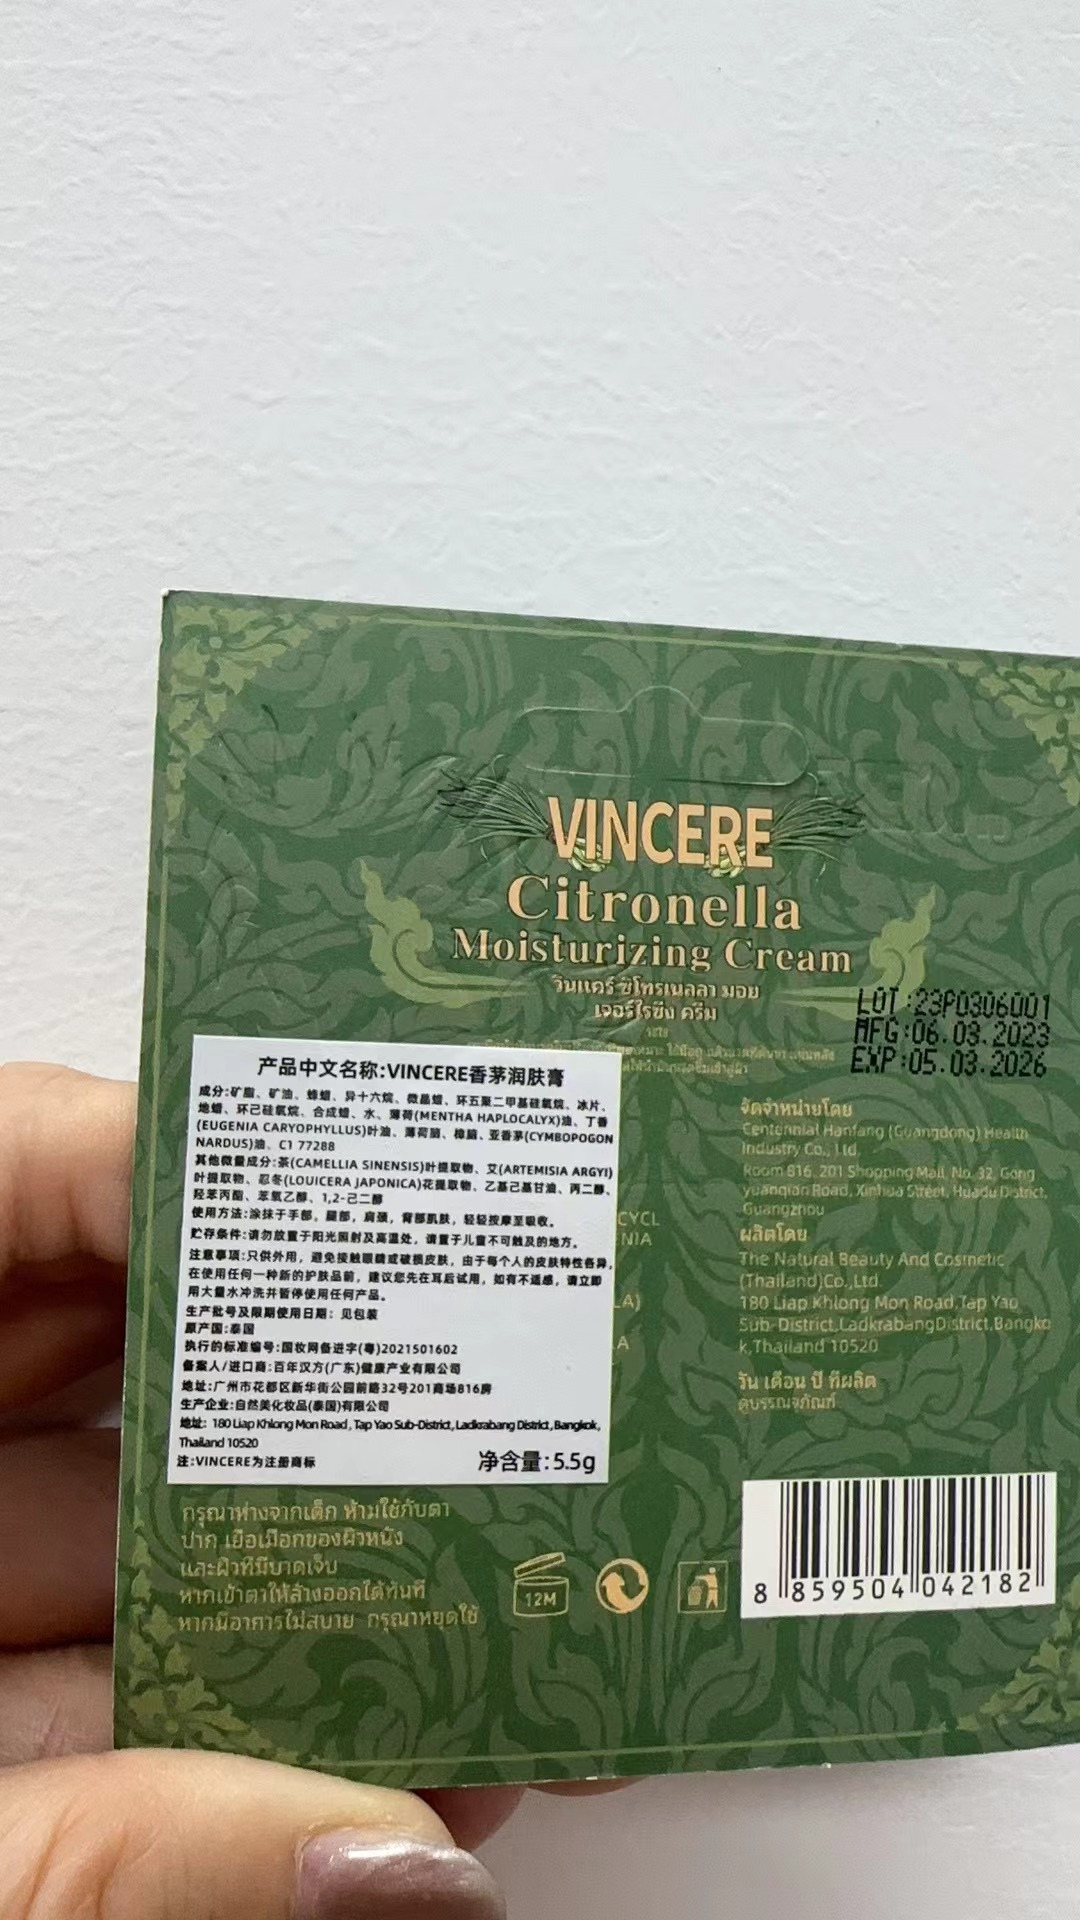 VINCERE
Citronella
Moisturizing Cream
วินแคร์ ซิโทรเนลลา มอย
เจอร์ไรซิ่ง ครีม
LOT :23P0306001
MFG:06.03.2023
EXP:05.03.2026
产品中文名称:VINCERE香茅润肤膏
成分:矿脂、矿油、蜂蜡、异十六烷、微晶蜡、环五聚二甲基硅氧烷、冰片、
地蜡、环己硅氧烷、合成蜡、水、薄荷(MENTHA HAPLOCALYX)油、丁香
(EUGENIA CARYOPHYLLUS)叶油、薄荷脑、樟脑、亚香茅(CYMBOPOGON
NARDUS)油、C1 77288
其他微量成分:茶(CAMELLIA SINENSIS)叶提取物、艾(ARTEMISIA ARGYI)
叶提取物、忍冬(LOUICERA JAPONICA)花提取物、乙基己基甘油、丙二醇、
羟苯丙酯、苯氧乙醇、1,2-己二醇
使用方法:涂抹于手部，腿部，肩颈，背部肌肤，轻轻按摩至吸收。
贮存条件:请勿放置于阳光照射及高温处，请置于儿童不可触及的地方。
注意事项:只供外用，避免接触眼睛或破损皮肤，由于每个人的皮肤特性各异，
在使用任何一种新的护肤品前，建议您先在耳后试用，如有不适感，请立即
用大量水冲洗并暂停使用任何产品。
生产批号及限期使用日期：见包装
原产国:泰国
执行的标准编号:国妆网备进字(粤)2021501602
备案人/进口商:百年汉方(广东)健康产业有限公司
地址:广州市花都区新华街公园前路32号201商场816房
生产企业:自然美化妆品(泰国)有限公司
地址: 180 Liap Khlong Mon Road, Tap Yao Sub-District, Ladkrabang District, Bangkok,
Thailand 10520
注:VINCERE为注册商标
净含量:5.5g
CYCL
NIA
LA)
A
จัดจำหน่ายโดย
Centennial Hanfang (Guangdong) Health
Industry Co., Ltd.
Room 816, 201 Shopping Mall, No. 32, Gong
yuanqian Road, Xinhua Street, Huadu District,
Guangzhou
ผลิตโดย
The Natural Beauty And Cosmetic
(Thailand)Co.,Ltd.
180 Liap Khlong Mon Road,Tap Yao
Sub-District,LadkrabangDistrict,Bangko
k,Thailand 10520
วัน เดือน ปี ที่ผลิต
ดูบรรณจุภัณฑ์
กรุณาห่างจากเด็ก ห้ามใช้กับตา
ปาก เยื่อเมือกของผิวหนัง
และผิวที่มีบาดเจ็บ
หากเข้าตาให้ล้างออกได้ทันที
หากมีอาการไม่สบาย กรุณาหยุดใช้
12M
8 859504 042182